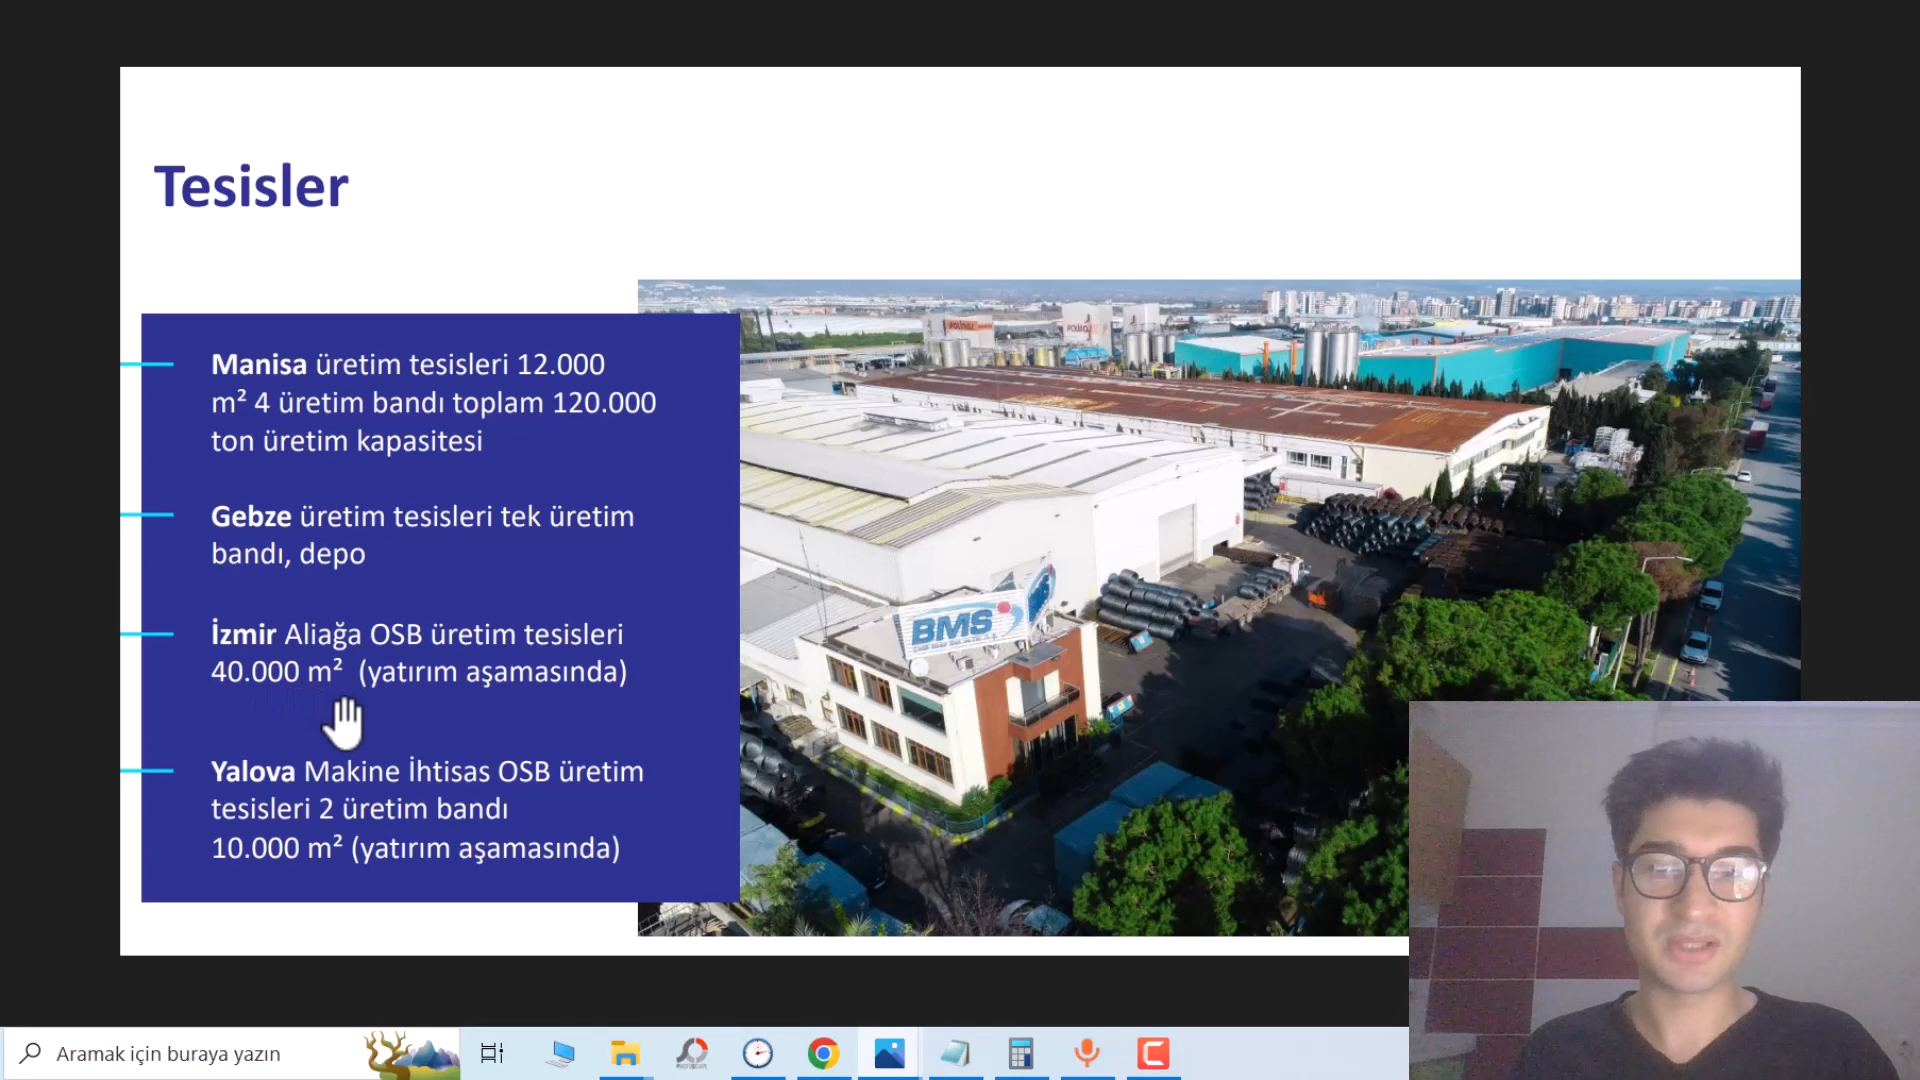 Tesisler
Manisa üretim tesisleri 12.000
m² 4 üretim bandı toplam 120.000
ton üretim kapasitesi
Gebze üretim tesisleri tek üretim
bandı, depo
İzmir Aliağa OSB üretim tesisleri
40.000 m² (yatırım aşamasında)
Yalova Makine İhtisas OSB üretim
tesisleri 2 üretim bandı
10.000 m² (yatırım aşamasında)
BMS
Aramak için buraya yazın